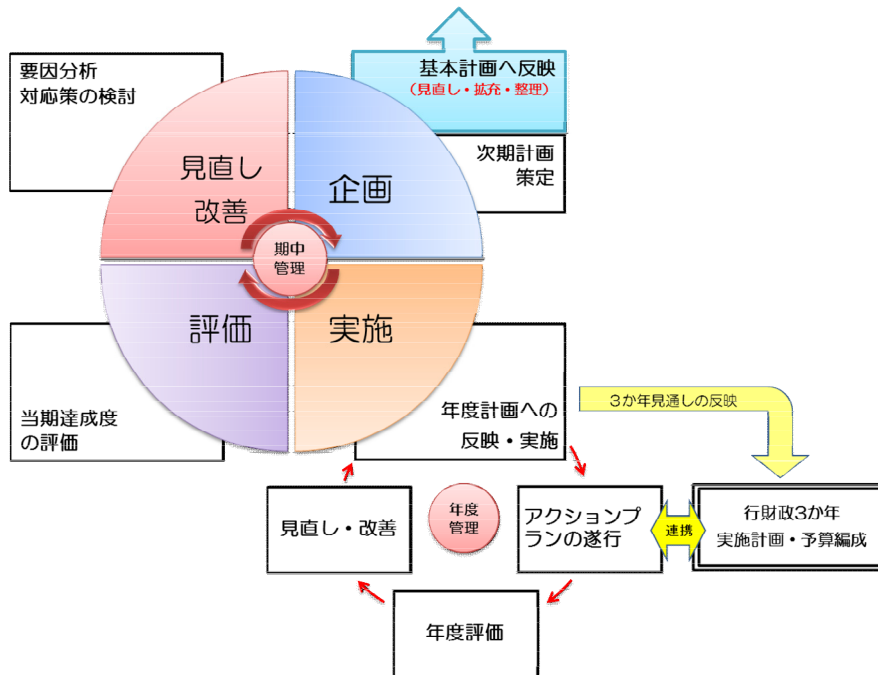 要因分析
対応策の検討
基本計画へ反映
（見直し・拡充・整理）
次期計画
策定
見直し
改善
企画
期中
管理
評価
実施
当期達成度
の評価
年度計画への
反映・実施
３か年見通しの反映
見直し・改善
年度
管理
アクションプ
ランの遂行
連携
行財政3か年
実施計画・予算編成
年度評価